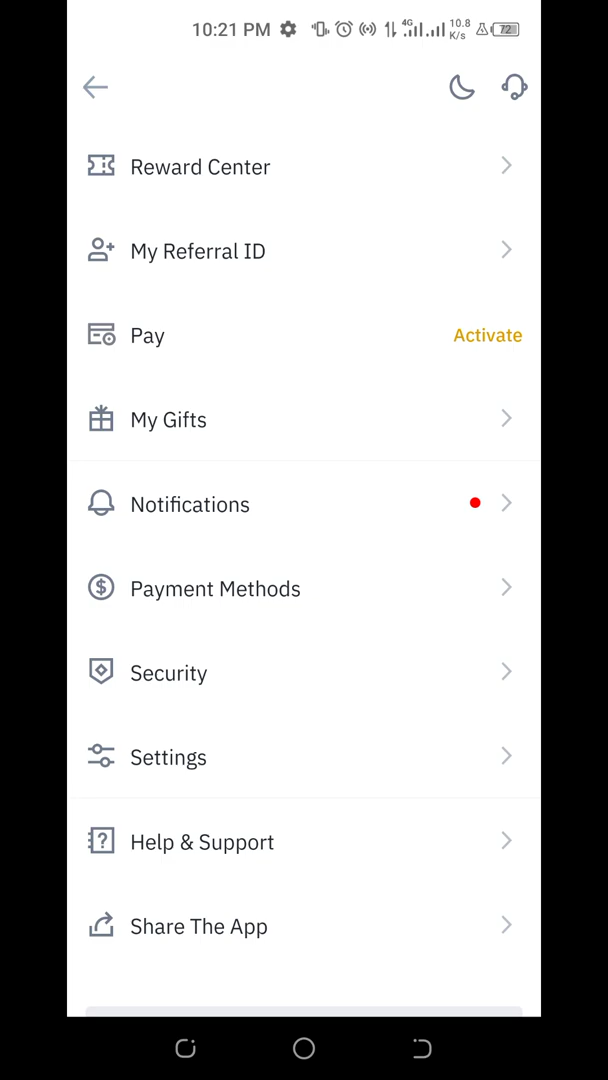 10:21 PM 4G 10.8 K/s 72
Reward Center
My Referral ID
Pay Activate
My Gifts
Notifications
Payment Methods
Security
Settings
Help & Support
Share The App